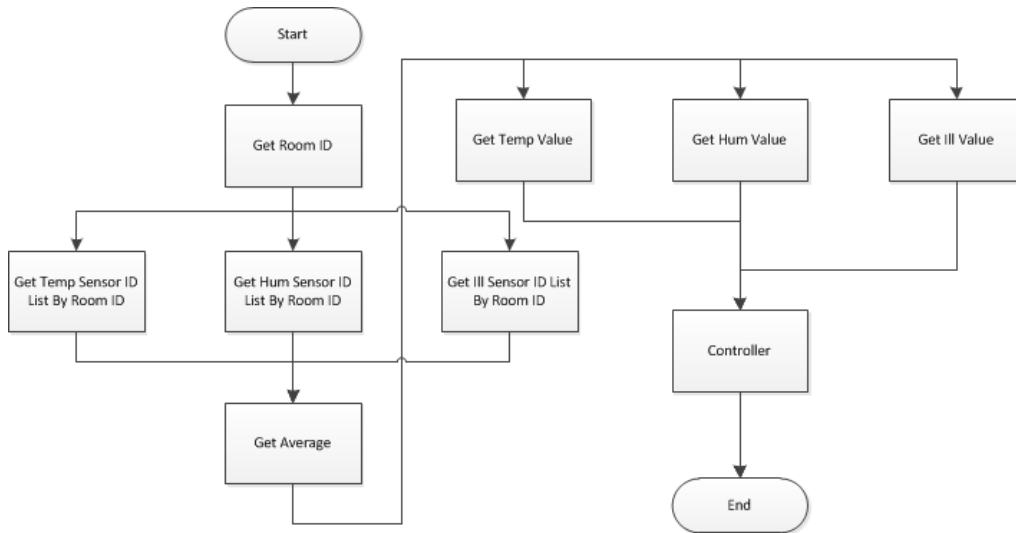 Start
Get Room ID
Get Temp Sensor ID
List By Room ID
Get Hum Sensor ID
List By Room ID
Get Ill Sensor ID List
By Room ID
Get Average
Get Temp Value
Get Hum Value
Get Ill Value
Controller
End